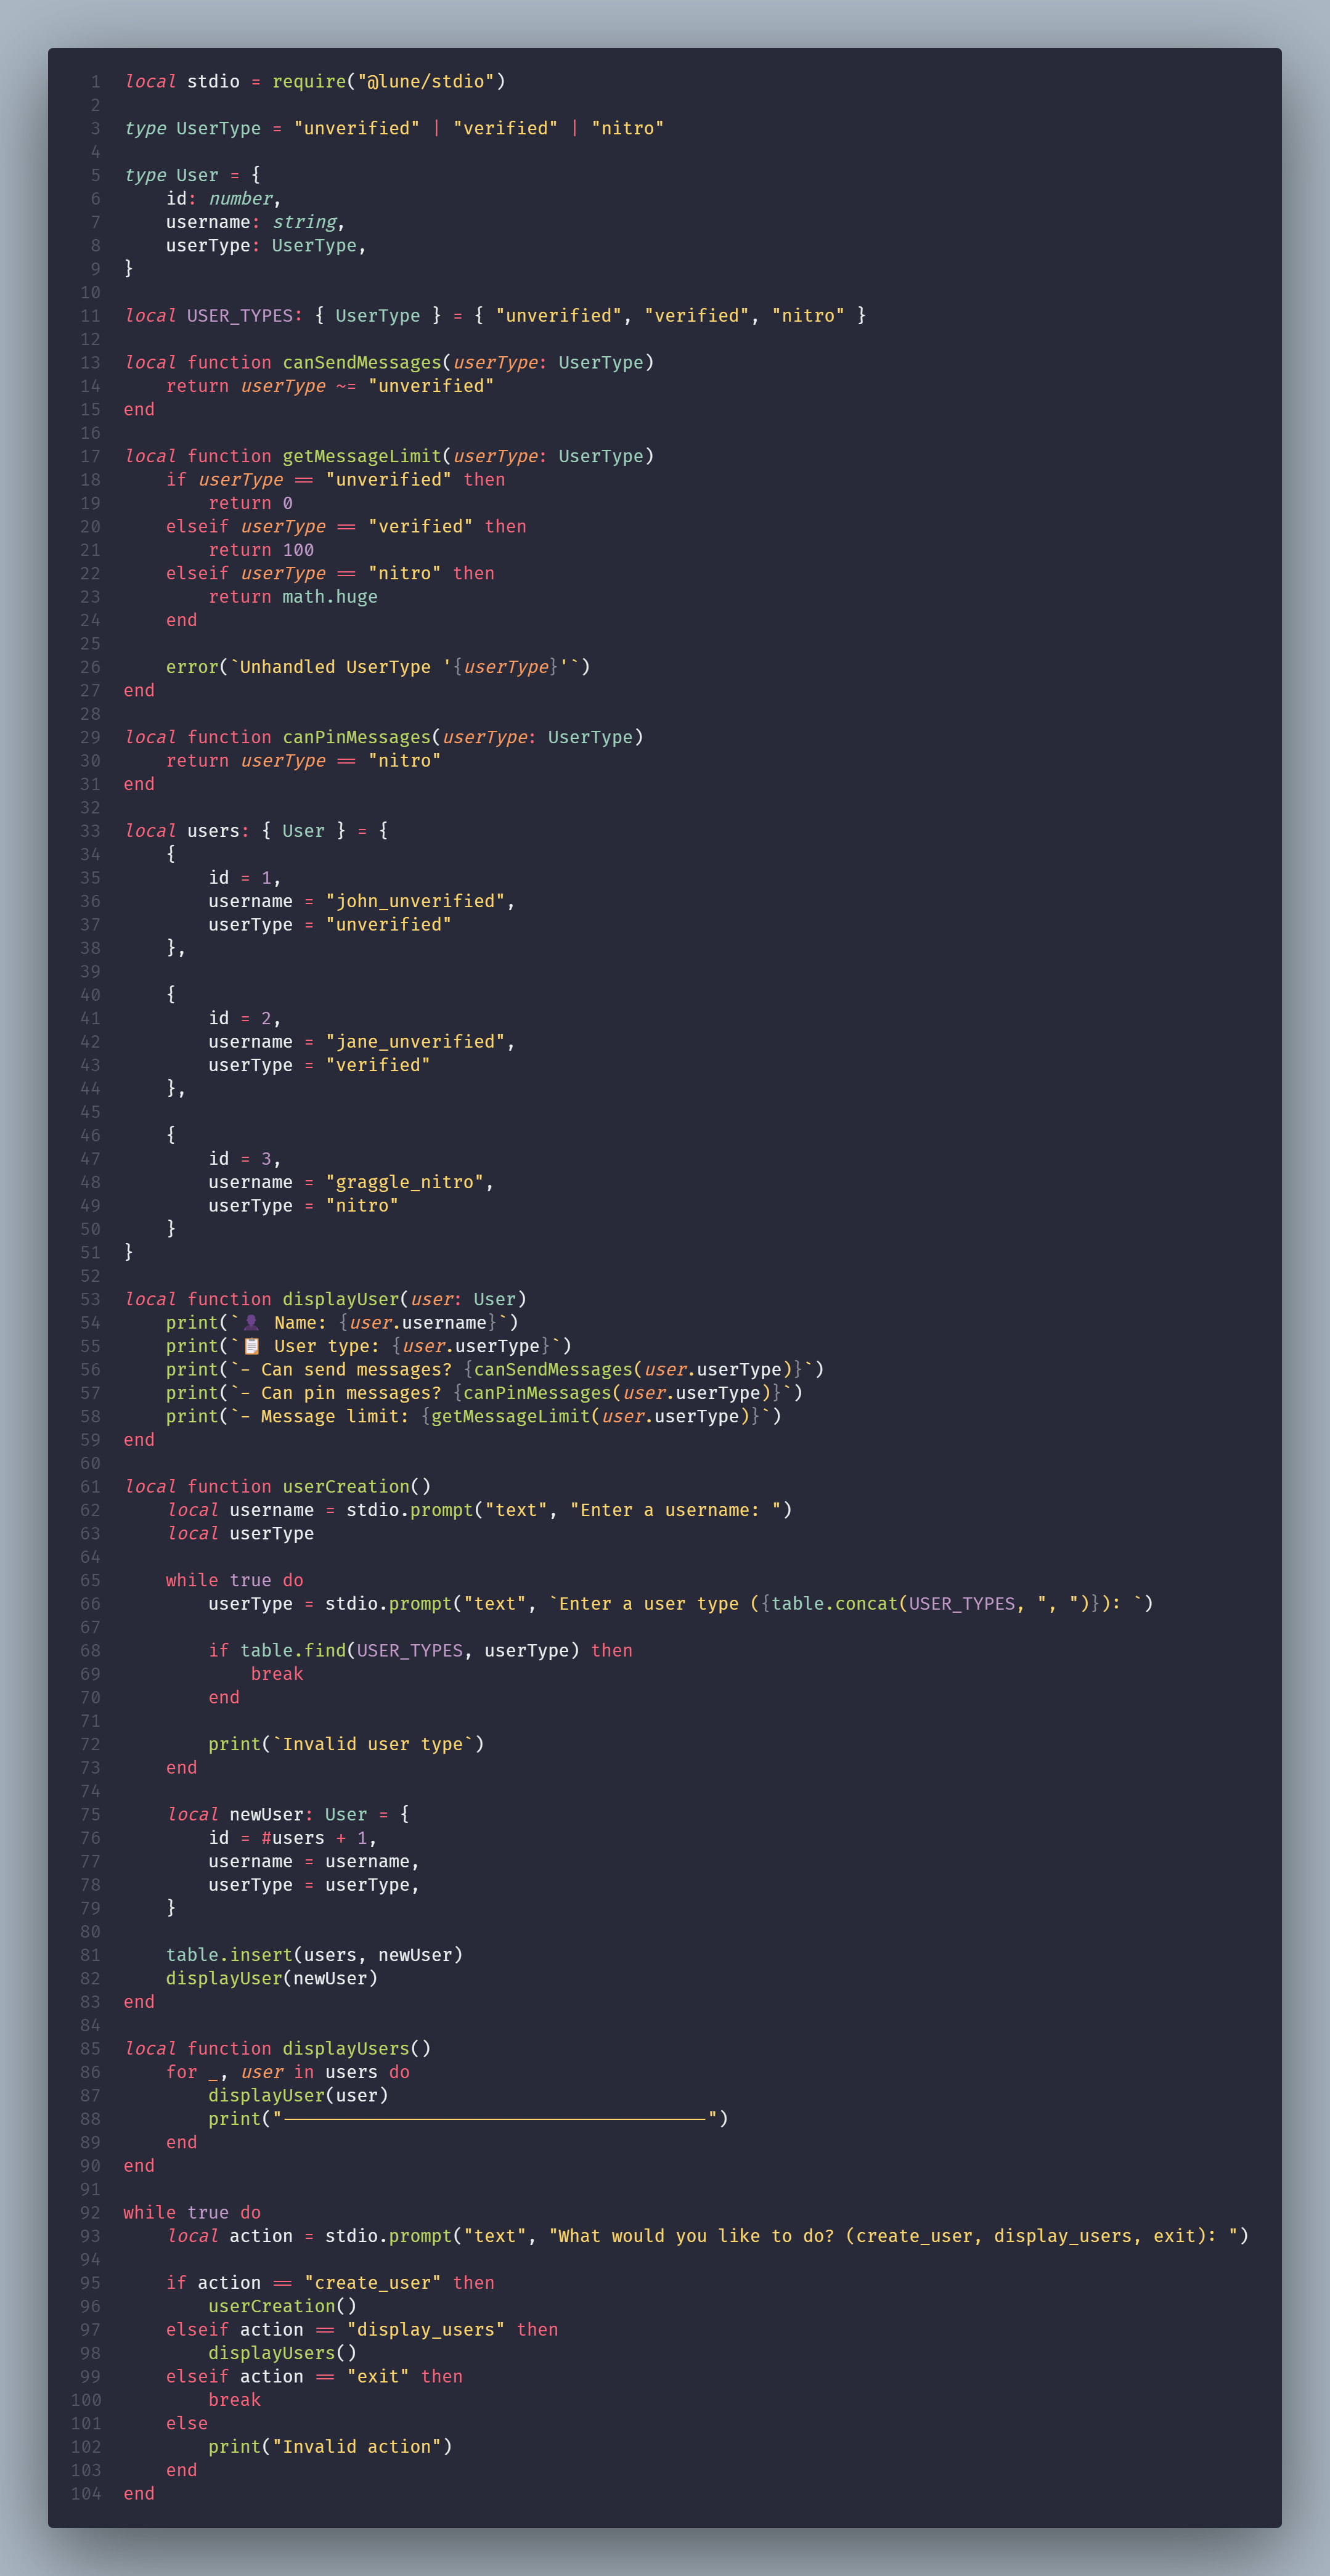 1 local stdio = require("@lune/stdio")
2
3 type UserType = "unverified" | "verified" | "nitro"
4
5 type User = {
6     id: number,
7     username: string,
8     userType: UserType,
9 }
10
11 local USER_TYPES: { UserType } = { "unverified", "verified", "nitro" }
12
13 local function canSendMessages(userType: UserType)
14     return userType ~= "unverified"
15 end
16
17 local function getMessageLimit(userType: UserType)
18     if userType == "unverified" then
19         return 0
20     elseif userType == "verified" then
21         return 100
22     elseif userType == "nitro" then
23         return math.huge
24     end
25
26     error(`Unhandled UserType '{userType}'`)
27 end
28
29 local function canPinMessages(userType: UserType)
30     return userType == "nitro"
31 end
32
33 local users: { User } = {
34     {
35         id = 1,
36         username = "john_unverified",
37         userType = "unverified"
38     },
39
40     {
41         id = 2,
42         username = "jane_unverified",
43         userType = "verified"
44     },
45
46     {
47         id = 3,
48         username = "graggle_nitro",
49         userType = "nitro"
50     }
51 }
52
53 local function displayUser(user: User)
54     print(`👤 Name: {user.username}`)
55     print(`📋 User type: {user.userType}`)
56     print(`- Can send messages? {canSendMessages(user.userType)}`)
57     print(`- Can pin messages? {canPinMessages(user.userType)}`)
58     print(`- Message limit: {getMessageLimit(user.userType)}`)
59 end
60
61 local function userCreation()
62     local username = stdio.prompt("text", "Enter a username: ")
63     local userType
64
65     while true do
66         userType = stdio.prompt("text", `Enter a user type ({table.concat(USER_TYPES, ", ")}): `)
67
68         if table.find(USER_TYPES, userType) then
69             break
70         end
71
72         print(`Invalid user type`)
73     end
74
75     local newUser: User = {
76         id = #users + 1,
77         username = username,
78         userType = userType,
79     }
80
81     table.insert(users, newUser)
82     displayUser(newUser)
83 end
84
85 local function displayUsers()
86     for _, user in users do
87         displayUser(user)
88         print("----------------------------------------")
89     end
90 end
91
92 while true do
93     local action = stdio.prompt("text", "What would you like to do? (create_user, display_users, exit): ")
94
95     if action == "create_user" then
96         userCreation()
97     elseif action == "display_users" then
98         displayUsers()
99     elseif action == "exit" then
100         break
101     else
102         print("Invalid action")
103     end
104 end